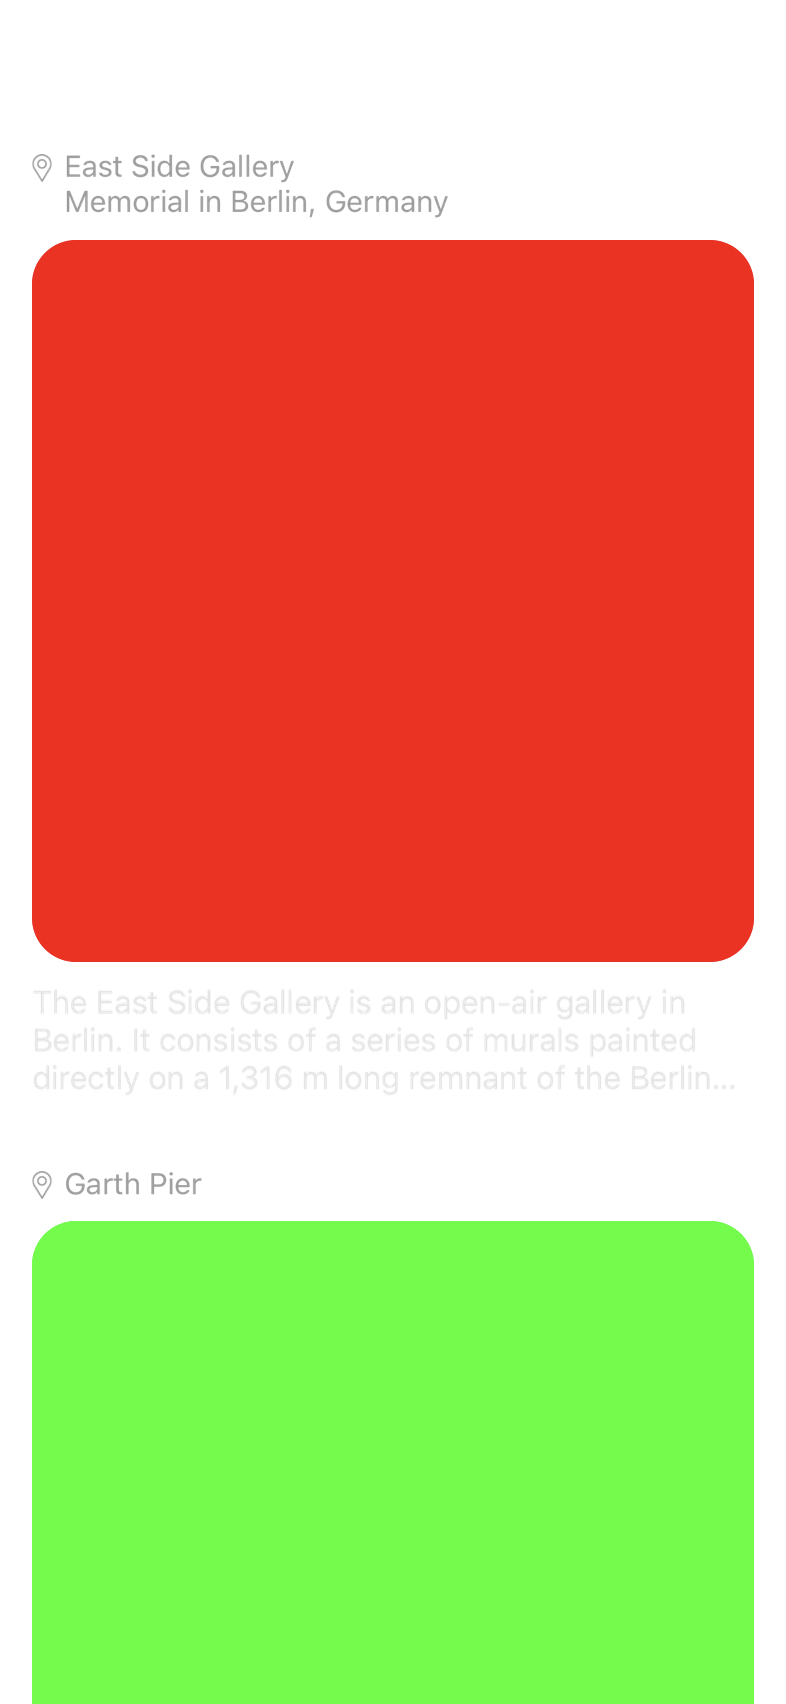 East Side Gallery
Memorial in Berlin, Germany
The East Side Gallery is an open-air gallery in
Berlin. It consists of a series of murals painted
directly on a 1,316 m long remnant of the Berlin...
Garth Pier